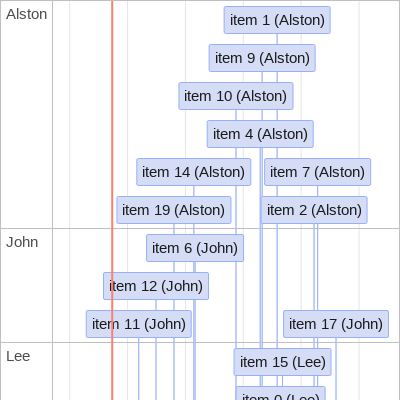 Alston
item 1 (Alston)
item 9 (Alston)
item 10 (Alston)
item 4 (Alston)
item 14 (Alston)
item 7 (Alston)
item 19 (Alston)
item 2 (Alston)
John
item 6 (John)
item 12 (John)
item 11 (John)
item 17 (John)
Lee
item 15 (Lee)
item 0 (Lee)